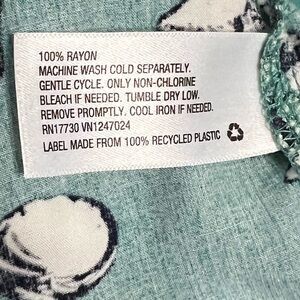 100% RAYON
MACHINE WASH COLD SEPARATELY.
GENTLE CYCLE. ONLY NON-CHLORINE
BLEACH IF NEEDED. TUMBLE DRY LOW.
REMOVE PROMPTLY. COOL IRON IF NEEDED.
RN17730 VN1247024
LABEL MADE FROM 100% RECYCLED PLASTIC